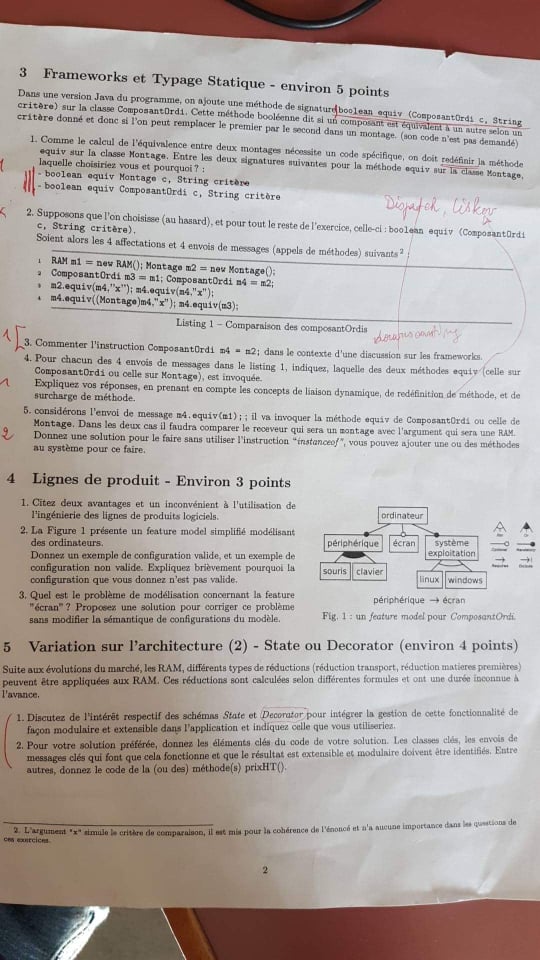 3 Frameworks et Typage Statique - environ 5 points
Dans une version Java du programme, on ajoute une méthode de signature boolean equiv (ComposantOrdi c, String
critère) sur la classe ComposantOrdi. Cette méthode booléenne dit si un composant est équivalent à un autre selon un
critère donné et donc si l'on peut remplacer le premier par le second dans un montage. (son code n'est pas demandé)
1. Comme le calcul de l'équivalence entre deux montages nécessite un code spécifique, on doit redéfinir la méthode
equiv sur la classe Montage. Entre les deux signatures suivantes pour la méthode equiv sur la classe Montage,
laquelle choisiriez vous et pourquoi? :
- boolean equiv Montage c, String critère
- boolean equiv ComposantOrdi c, String critère
Dispatch, Liskov
2. Supposons que l'on choisisse (au hasard), et pour tout le reste de l'exercice, celle-ci : boolean equiv (ComposantOrdi
c, String critère).
Soient alors les 4 affectations et 4 envois de messages (appels de méthodes) suivants 2 :
1 RAM m1 = new RAM(); Montage m2 = new Montage();
2 ComposantOrdi m3 = m1; ComposantOrdi m4 = m2;
3 m2.equiv(m4,"x"); m4.equiv(m4,"x");
4 m4.equiv((Montage)m4,"x"); m4.equiv(m3);
Listing 1 – Comparaison des composantOrdis
1
3. Commenter l'instruction ComposantOrdi m4 = m2; dans le contexte d'une discussion sur les frameworks.
4. Pour chacun des 4 envois de messages dans le listing 1, indiquez, laquelle des deux méthodes equiv (celle sur
ComposantOrdi ou celle sur Montage), est invoquée.
Expliquez vos réponses, en prenant en compte les concepts de liaison dynamique, de redéfinition de méthode, et de
surcharge de méthode.
2
5. considérons l'envoi de message m4.equiv(m1); ; il va invoquer la méthode equiv de ComposantOrdi ou celle de
Montage. Dans les deux cas il faudra comparer le receveur qui sera un montage avec l'argument qui sera une RAM.
Donnez une solution pour le faire sans utiliser l'instruction "instanceof", vous pouvez ajouter une ou des méthodes
au système pour ce faire.
4 Lignes de produit - Environ 3 points
1. Citez deux avantages et un inconvénient à l'utilisation de
l'ingénierie des lignes de produits logiciels.
2. La Figure 1 présente un feature model simplifié modélisant
des ordinateurs.
Donnez un exemple de configuration valide, et un exemple de
configuration non valide. Expliquez brièvement pourquoi la
configuration que vous donnez n'est pas valide.
3. Quel est le problème de modélisation concernant la feature
"écran" ? Proposez une solution pour corriger ce problème
sans modifier la sémantique de configurations du modèle.
ordinateur
périphérique écran système
exploitation
souris clavier linux windows
Xor Or
Optional Mandatory
Requires Exclude
périphérique → écran
Fig. 1 : un feature model pour ComposantOrdi.
5 Variation sur l'architecture (2) - State ou Decorator (environ 4 points)
Suite aux évolutions du marché, les RAM, différents types de réductions (réduction transport, réduction matieres premières)
peuvent être appliquées aux RAM. Ces réductions sont calculées selon différentes formules et ont une durée inconnue à
l'avance.
1. Discutez de l'intérêt respectif des schémas State et Decorator pour intégrer la gestion de cette fonctionnalité de
façon modulaire et extensible dans l'application et indiquez celle que vous utiliseriez.
2. Pour votre solution préférée, donnez les éléments clés du code de votre solution. Les classes clés, les envois de
messages clés qui font que cela fonctionne et que le résultat est extensible et modulaire doivent être identifiés. Entre
autres, donnez le code de la (ou des) méthode(s) prixHT().
2. L'argument "x" simule le critère de comparaison, il est mis pour la cohérence de l'énoncé et n'a aucune importance dans les questions de
ces exercices.
2